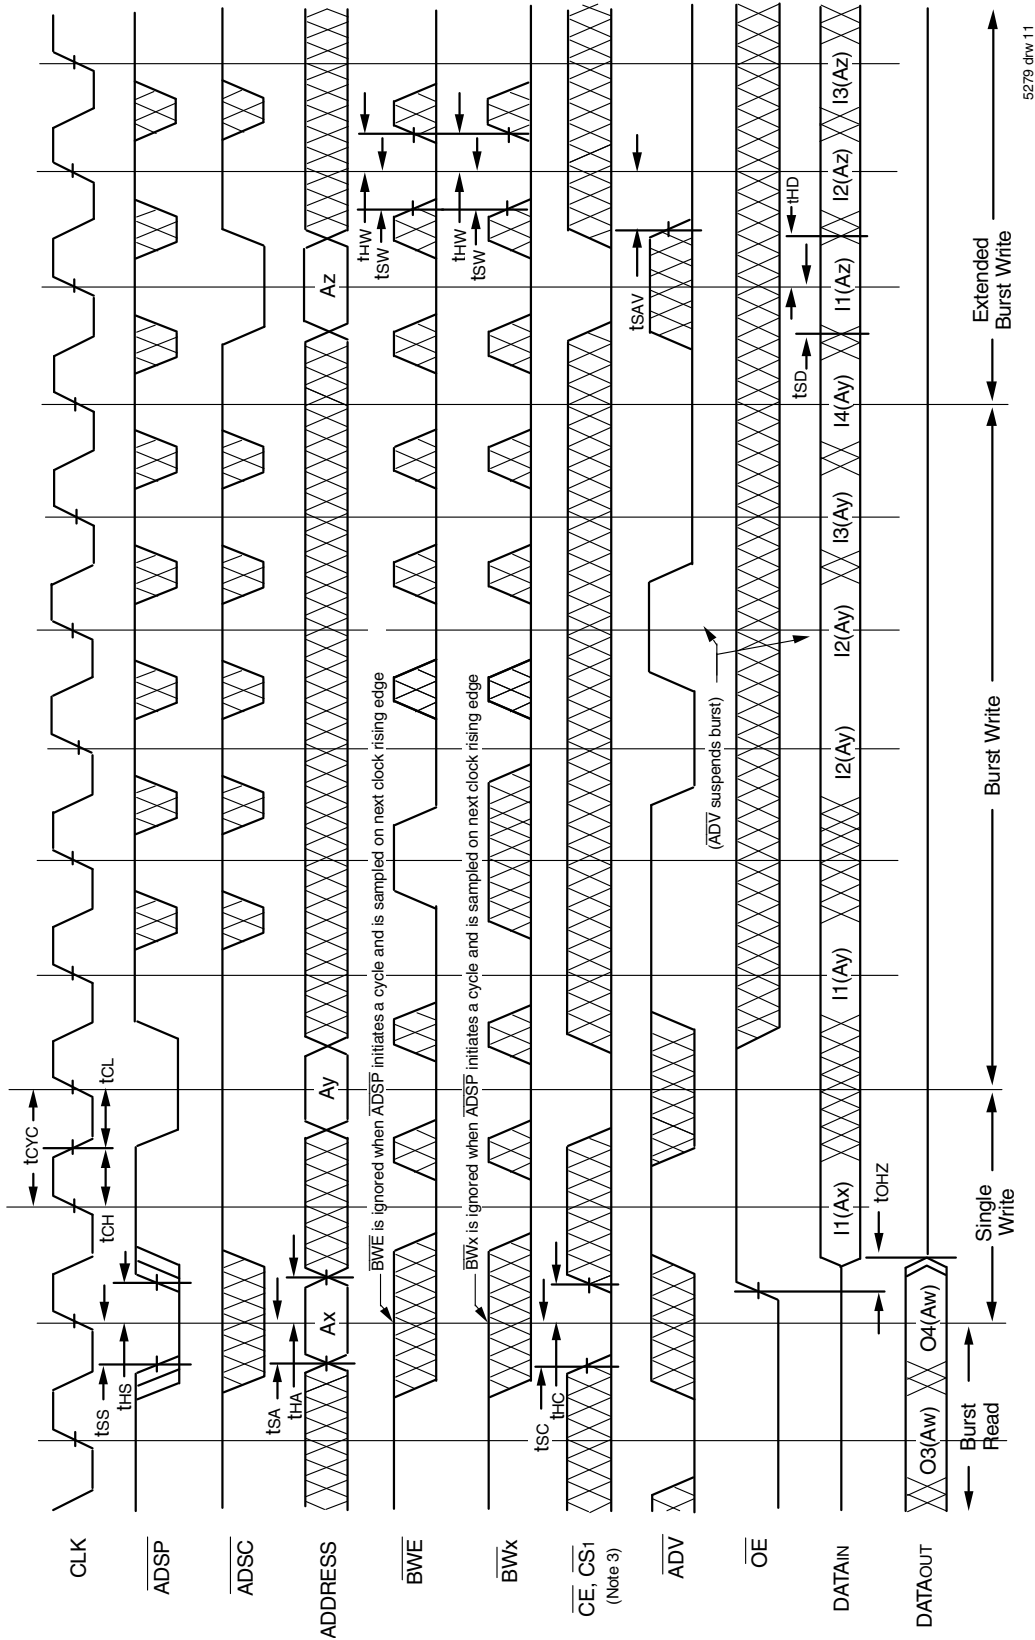 CLK
tCYC
tCH
tCL
tSS
tHS
ADSP
ADSC
tSA
tHA
ADDRESS
Ax
Ay
Az
BWE is ignored when ADSP initiates a cycle and is sampled on next clock rising edge
tHW
tSW
BWE
BWx is ignored when ADSP initiates a cycle and is sampled on next clock rising edge
tHW
tSW
BWx
tSC
tHC
CE, CS1
(Note 3)
tSAV
ADV
(ADV suspends burst)
OE
tSD
tHD
DATAIN
I1(Ax)
I1(Ay)
I2(Ay)
I2(Ay)
I3(Ay)
I4(Ay)
I1(Az)
I2(Az)
I3(Az)
tOHZ
DATAOUT
O3(Aw)
O4(Aw)
Burst
Read
Single
Write
Burst Write
Extended
Burst Write
5279 drw 11